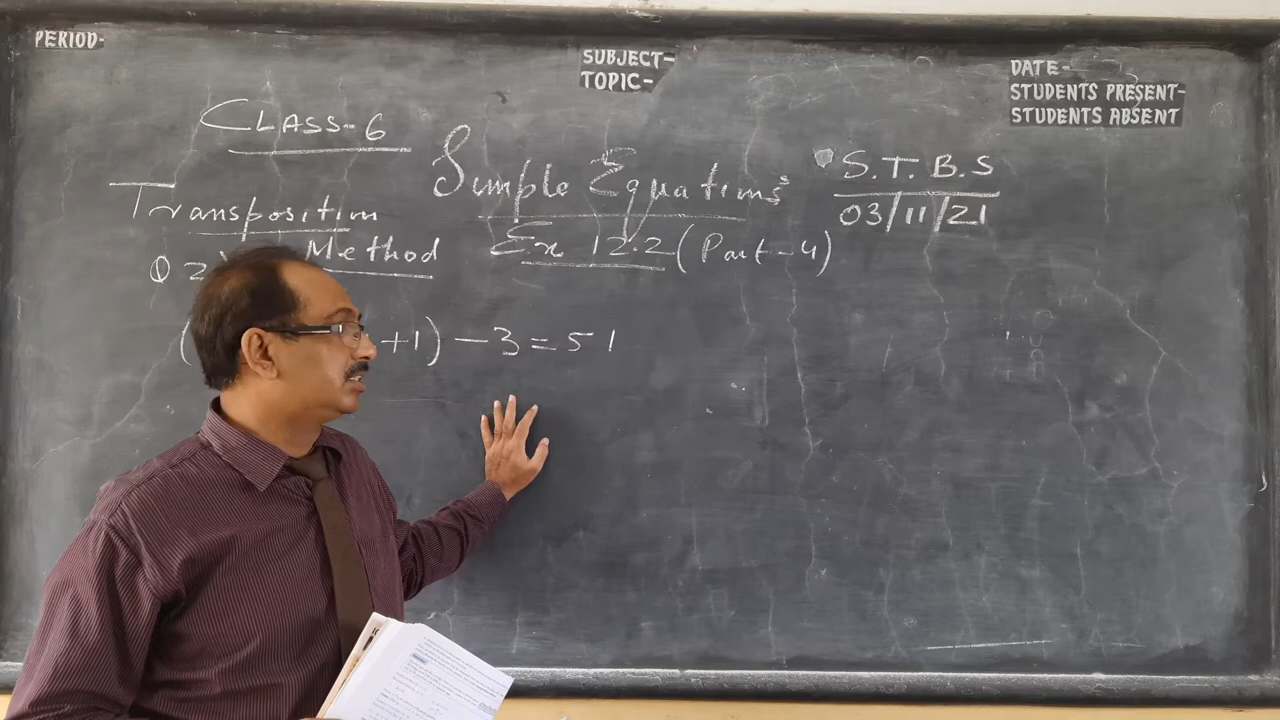 PERIOD-
SUBJECT-
TOPIC-
DATE-
STUDENTS PRESENT-
STUDENTS ABSENT
CLASS-6
Simple Equations
S.T.B.S
03/11/21
Transposition
Method
Ex 12.2 (Part-4)
Q 2
( +1) - 3 = 51